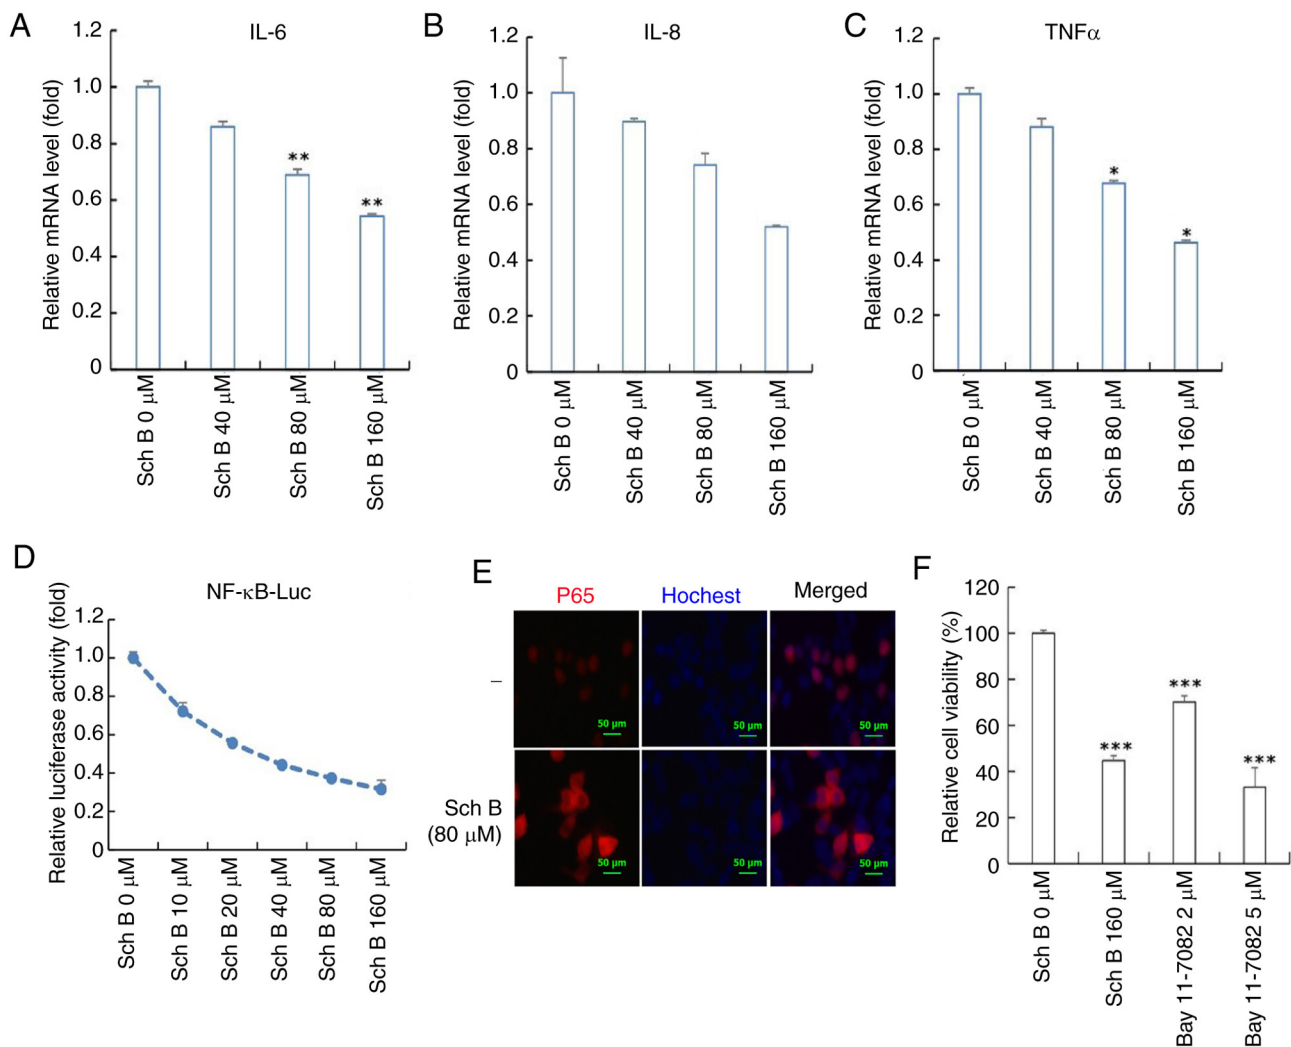 A
IL-6
Relative mRNA level (fold)
1.2
1.0
0.8
0.6
0.4
0.2
0
**
**
Sch B 0 μM
Sch B 40 μM
Sch B 80 μM
Sch B 160 μM
B
IL-8
Relative mRNA level (fold)
1.2
1.0
0.8
0.6
0.4
0.2
0
Sch B 0 μM
Sch B 40 μM
Sch B 80 μM
Sch B 160 μM
C
TNFα
Relative mRNA level (fold)
1.2
1.0
0.8
0.6
0.4
0.2
0
*
*
Sch B 0 μM
Sch B 40 μM
Sch B 80 μM
Sch B 160 μM
D
NF-κB-Luc
Relative luciferase activity (fold)
1.2
1.0
0.8
0.6
0.4
0.2
0
Sch B 0 μM
Sch B 10 μM
Sch B 20 μM
Sch B 40 μM
Sch B 80 μM
Sch B 160 μM
E
P65
Hochest
Merged
–
50 μm
50 μm
50 μm
Sch B
(80 μM)
50 μm
50 μm
50 μm
F
Relative cell viability (%)
120
100
80
60
40
20
0
***
***
***
Sch B 0 μM
Sch B 160 μM
Bay 11-7082 2 μM
Bay 11-7082 5 μM